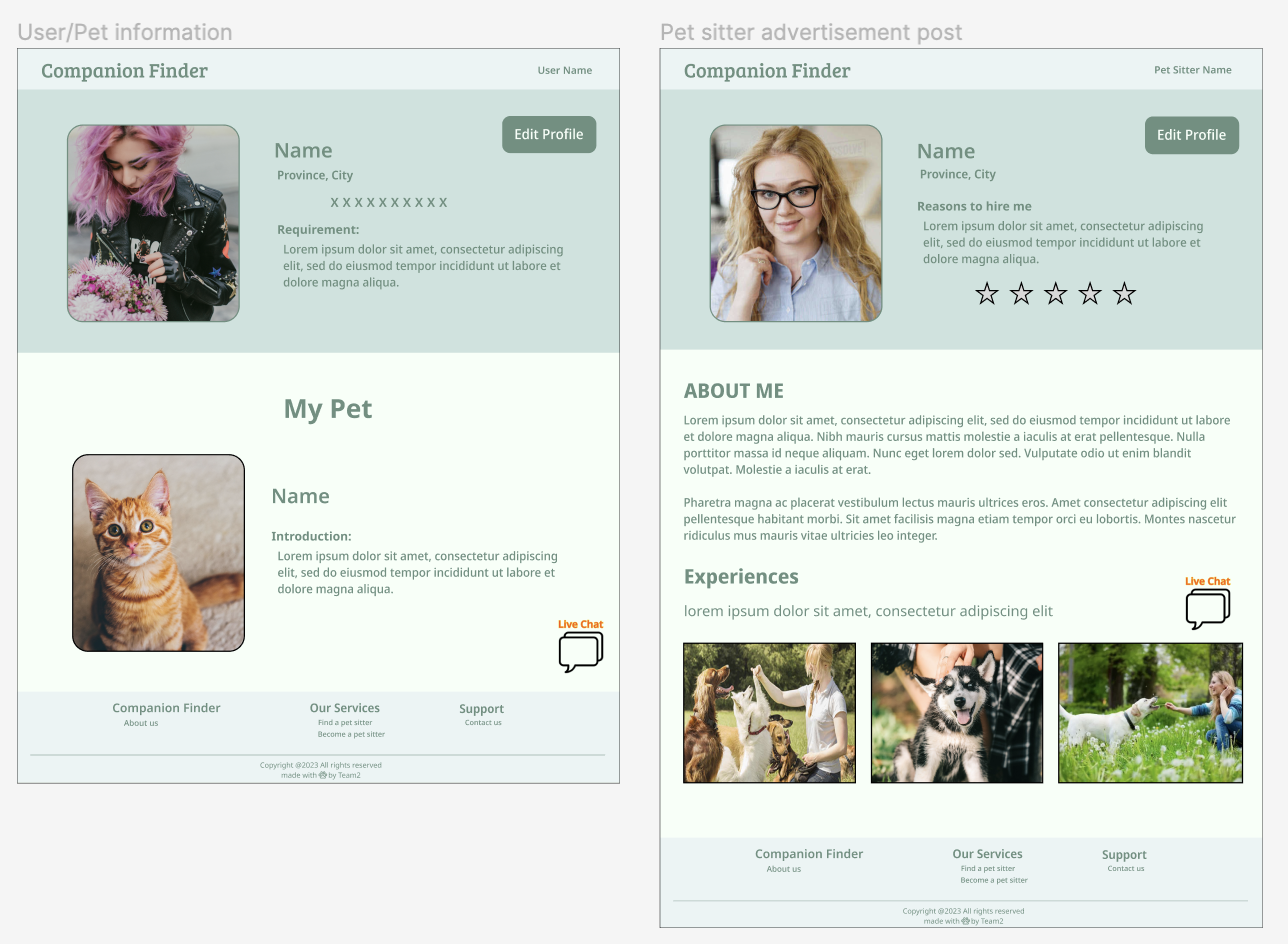 User/Pet information
Companion Finder
User Name
Edit Profile
Name
Province, City
X X X X X X X X X X
Requirement:
Lorem ipsum dolor sit amet, consectetur adipiscing
elit, sed do eiusmod tempor incididunt ut labore et
dolore magna aliqua.
My Pet
Name
Introduction:
Lorem ipsum dolor sit amet, consectetur adipiscing
elit, sed do eiusmod tempor incididunt ut labore et
dolore magna aliqua.
Live Chat
Companion Finder
About us
Our Services
Find a pet sitter
Become a pet sitter
Support
Contact us
Copyright @2023 All rights reserved
made with by Team2
Pet sitter advertisement post
Companion Finder
Pet Sitter Name
Edit Profile
Name
Province, City
Reasons to hire me
Lorem ipsum dolor sit amet, consectetur adipiscing
elit, sed do eiusmod tempor incididunt ut labore et
dolore magna aliqua.
ABOUT ME
Lorem ipsum dolor sit amet, consectetur adipiscing elit, sed do eiusmod tempor incididunt ut labore
et dolore magna aliqua. Nibh mauris cursus mattis molestie a iaculis at erat pellentesque. Nulla
porttitor massa id neque aliquam. Nunc eget lorem dolor sed. Vulputate odio ut enim blandit
volutpat. Molestie a iaculis at erat.
Pharetra magna ac placerat vestibulum lectus mauris ultrices eros. Amet consectetur adipiscing elit
pellentesque habitant morbi. Sit amet facilisis magna etiam tempor orci eu lobortis. Montes nascetur
ridiculus mus mauris vitae ultricies leo integer.
Experiences
lorem ipsum dolor sit amet, consectetur adipiscing elit
Live Chat
Companion Finder
About us
Our Services
Find a pet sitter
Become a pet sitter
Support
Contact us
Copyright @2023 All rights reserved
made with by Team2